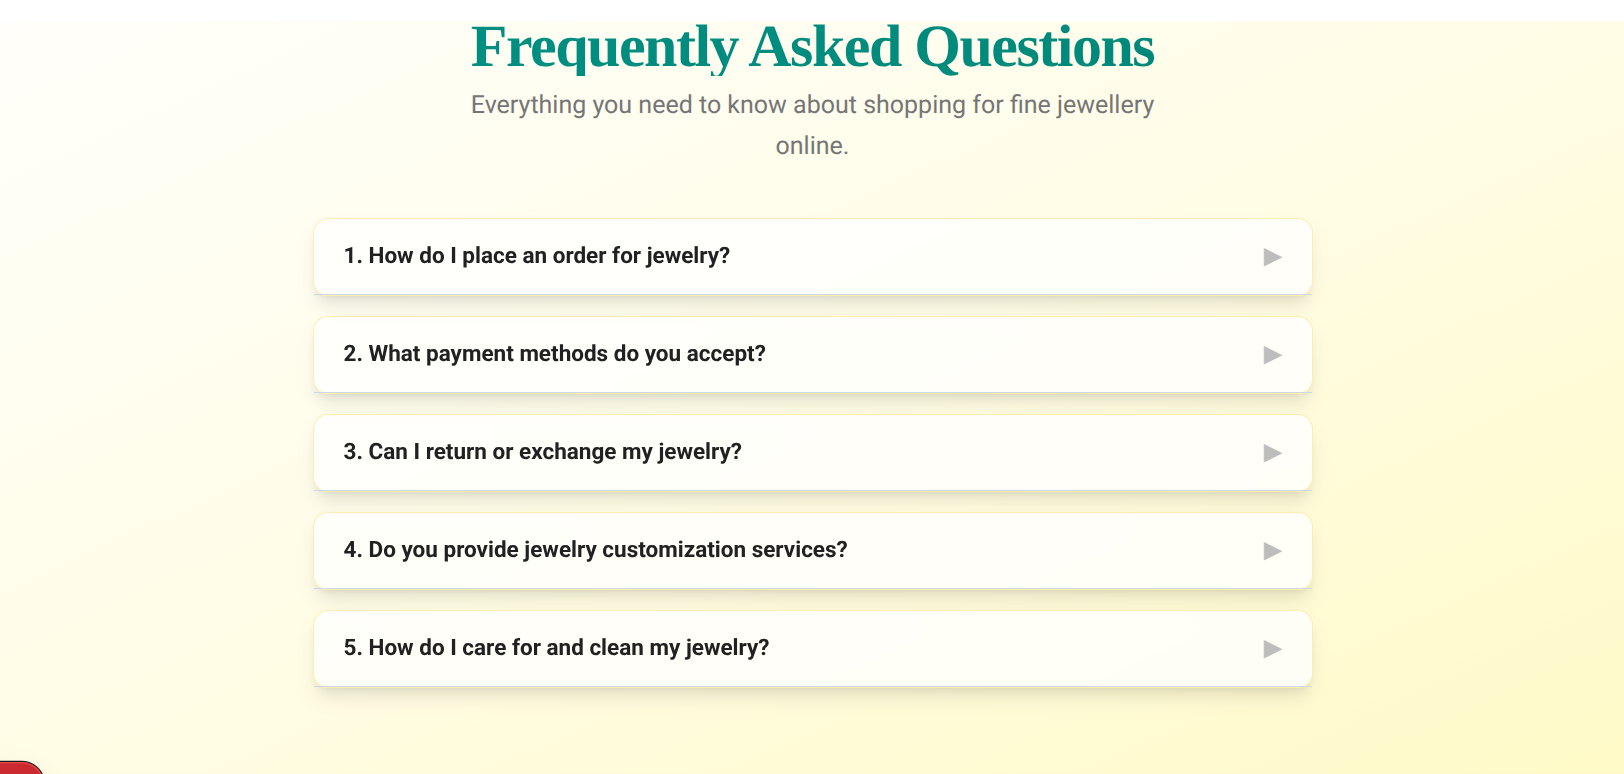 Frequently Asked Questions
Everything you need to know about shopping for fine jewellery
online.
1. How do I place an order for jewelry?
2. What payment methods do you accept?
3. Can I return or exchange my jewelry?
4. Do you provide jewelry customization services?
5. How do I care for and clean my jewelry?